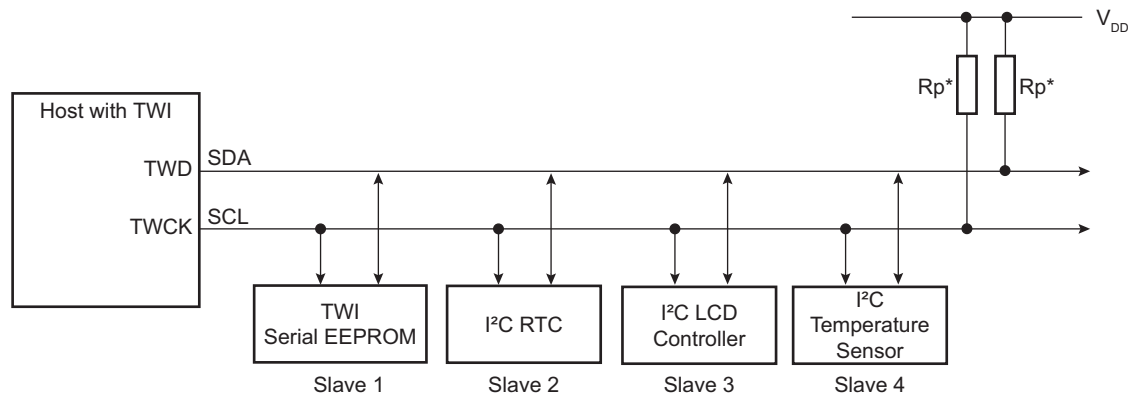 V_DD
Rp* Rp*
Host with TWI
TWD SDA
TWCK SCL
TWI
Serial EEPROM
I²C RTC
I²C LCD
Controller
I²C
Temperature
Sensor
Slave 1 Slave 2 Slave 3 Slave 4